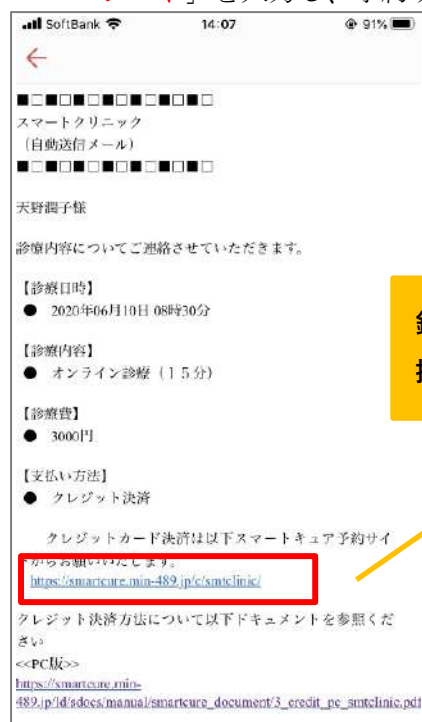 SoftBank 14:07 91%
■□■□■□■□■□■□■□
スマートクリニック
（自動送信メール）
■□■□■□■□■□■□■□
天野潤子様
診療内容についてご連絡させていただきます。
【診療日時】
● 2020年06月10日 08時30分
【診療内容】
● オンライン診療（１５分）
【診療費】
● 3000円
【支払い方法】
● クレジット決済
クレジットカード決済は以下スマートキュア予約サイ
トからお願いいたします。
https://smartcure.min-489.jp/c/smtclinic/
クレジット決済方法について以下ドキュメントを参照くだ
さい
<<PC版>>
https://smartcure.min-
489.jp/ld/sdocs/manual/smartcure_document/3_credit_pc_smtclinic.pdf